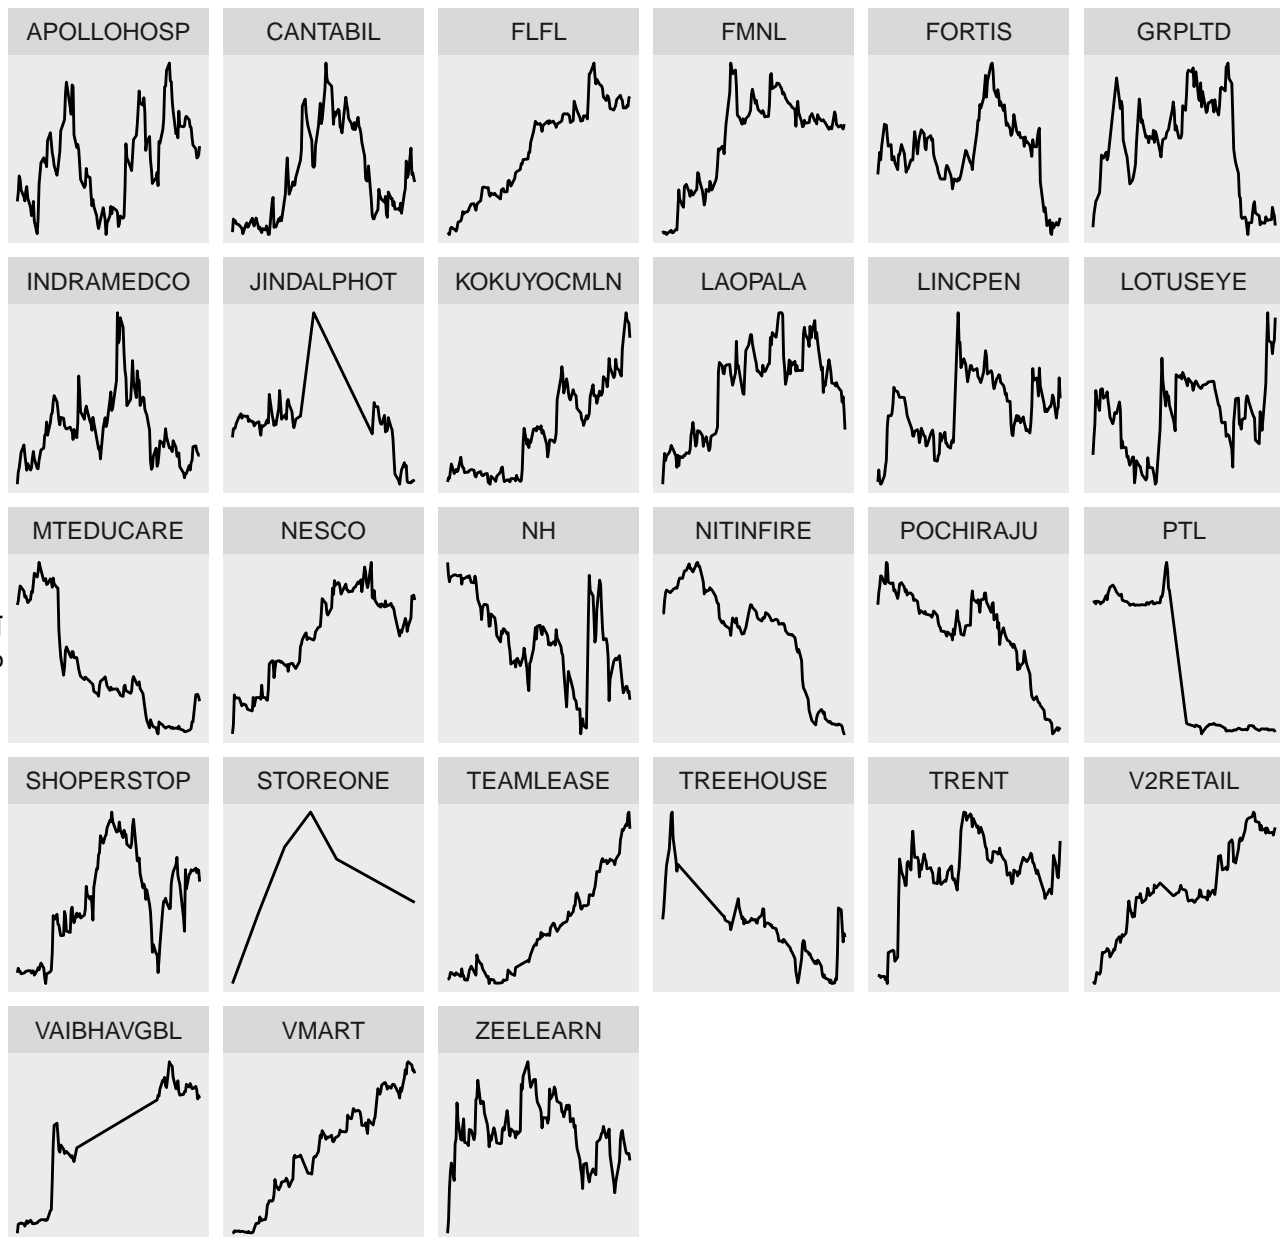 APOLLOHOSP CANTABIL FLFL FMNL FORTIS GRPLTD
INDRAMEDCO JINDALPHOT KOKUYOCMLN LAOPALA LINCPEN LOTUSEYE
MTEDUCARE NESCO NH NITINFIRE POCHIRAJU PTL
SHOPERSTOP STOREONE TEAMLEASE TREEHOUSE TRENT V2RETAIL
VAIBHAVGBL VMART ZEELEARN